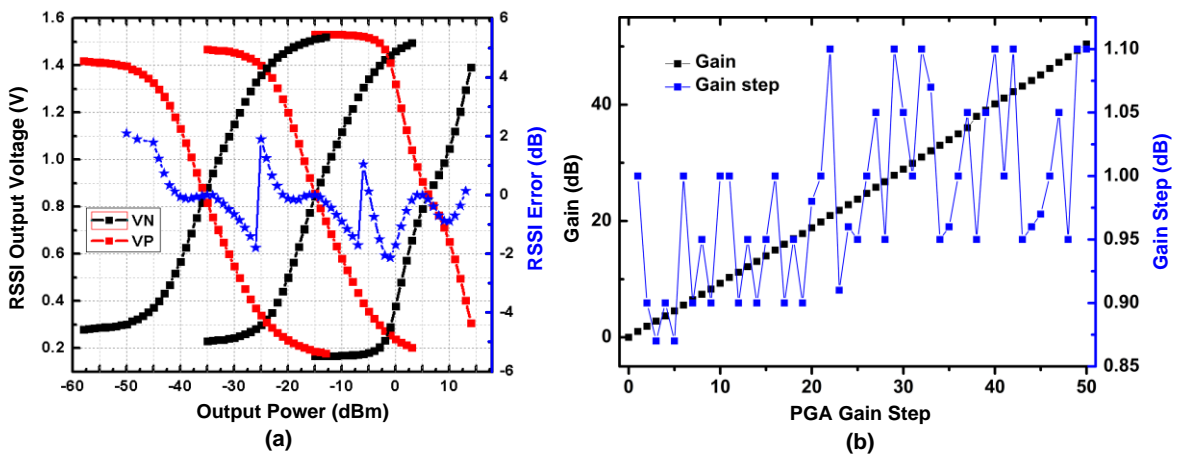 RSSI Output Voltage (V)
1.6
1.4
1.2
1.0
0.8
0.6
0.4
0.2
VN
VP
-60 -50 -40 -30 -20 -10 0 10
Output Power (dBm)
6
4
2
0
-2
-4
-6
RSSI Error (dB)
(a)
Gain (dB)
40
20
0
Gain
Gain step
0 10 20 30 40 50
PGA Gain Step
1.10
1.05
1.00
0.95
0.90
0.85
Gain Step (dB)
(b)